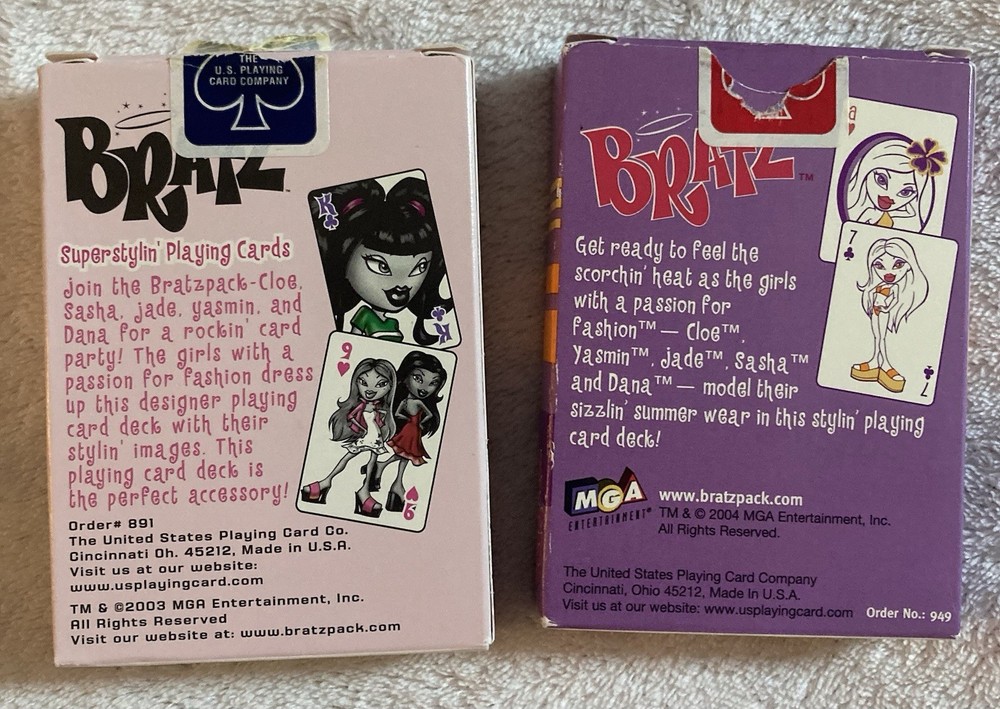 THE
U.S. PLAYING
CARD COMPANY
BRATZ™
K
K
Superstylin' Playing Cards
Join the Bratzpack-Cloe,
Sasha, Jade, Yasmin, and
Dana for a rockin' card
party! The girls with a
passion for fashion dress
up this designer playing
card deck with their
stylin' images. This
playing card deck is
the perfect accessory!
9
9
Order# 891
The United States Playing Card Co.
Cincinnati Oh. 45212, Made in U.S.A.
Visit us at our website:
www.usplayingcard.com
TM & ©2003 MGA Entertainment, Inc.
All Rights Reserved
Visit our website at: www.bratzpack.com
BRATZ™
7
7
Get ready to feel the
scorchin' heat as the girls
with a passion for
fashion™ — Cloe™,
Yasmin™, Jade™, Sasha™
and Dana™ — model their
sizzlin' summer wear in this stylin' playing
card deck!
MGA
ENTERTAINMENT®
www.bratzpack.com
TM & © 2004 MGA Entertainment, Inc.
All Rights Reserved.
The United States Playing Card Company
Cincinnati, Ohio 45212, Made In U.S.A.
Visit us at our website: www.usplayingcard.com
Order No.: 949